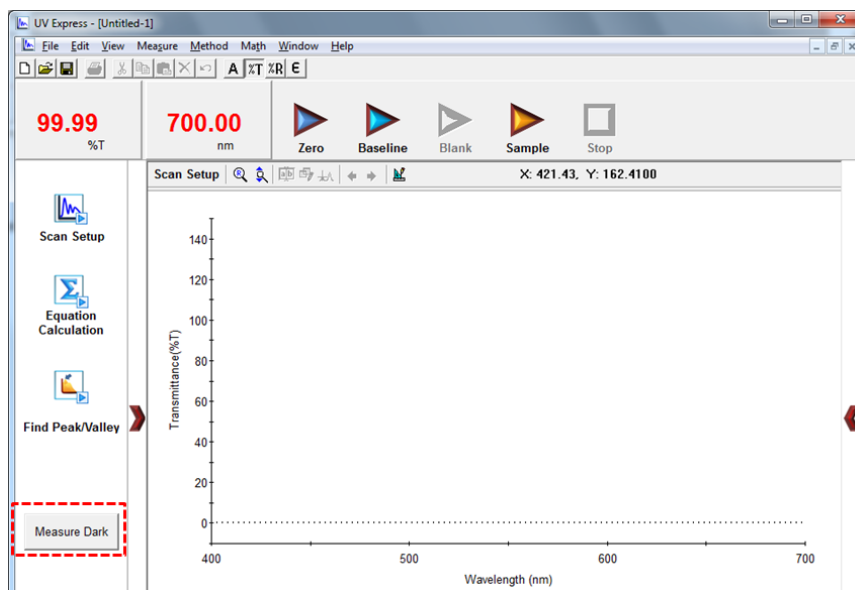 UV Express - [Untitled-1]
File Edit View Measure Method Math Window Help
A %T %R Є
99.99
%T
700.00
nm
Zero Baseline Blank Sample Stop
Scan Setup X: 421.43, Y: 162.4100
Scan Setup
Equation
Calculation
Find Peak/Valley
Measure Dark
Transmittance(%T)
140
120
100
80
60
40
20
0
400 500 600 700
Wavelength (nm)